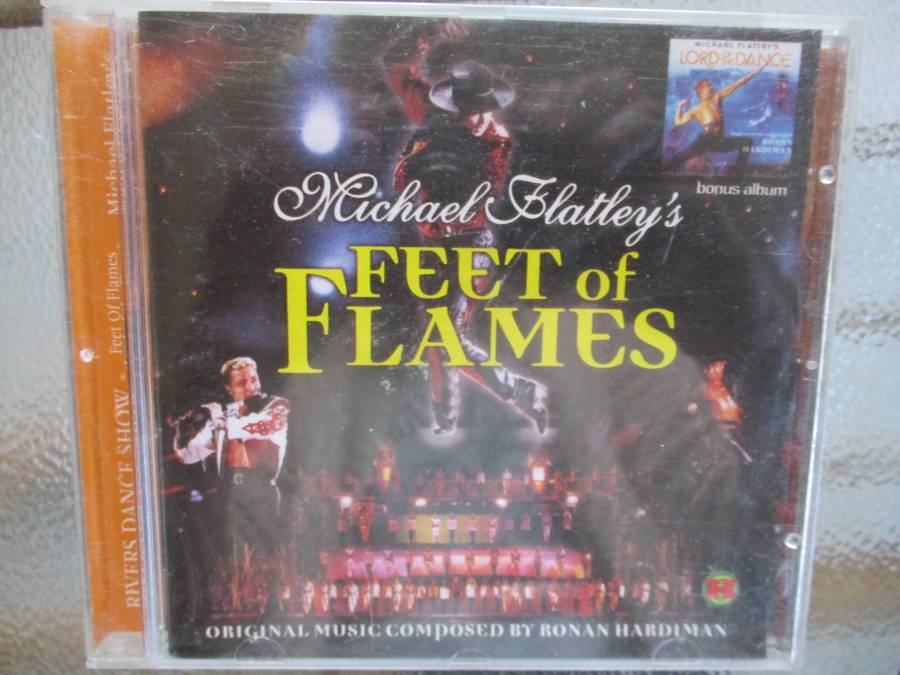 Michael Flatley's
LORD OF THE DANCE
RONAN
HARDIMAN
bonus album
Michael Flatley's
FEET of
FLAMES
ORIGINAL MUSIC COMPOSED BY RONAN HARDIMAN
H
RIVERS DANCE SHOW - Feet Of Flames Michael Flatley's